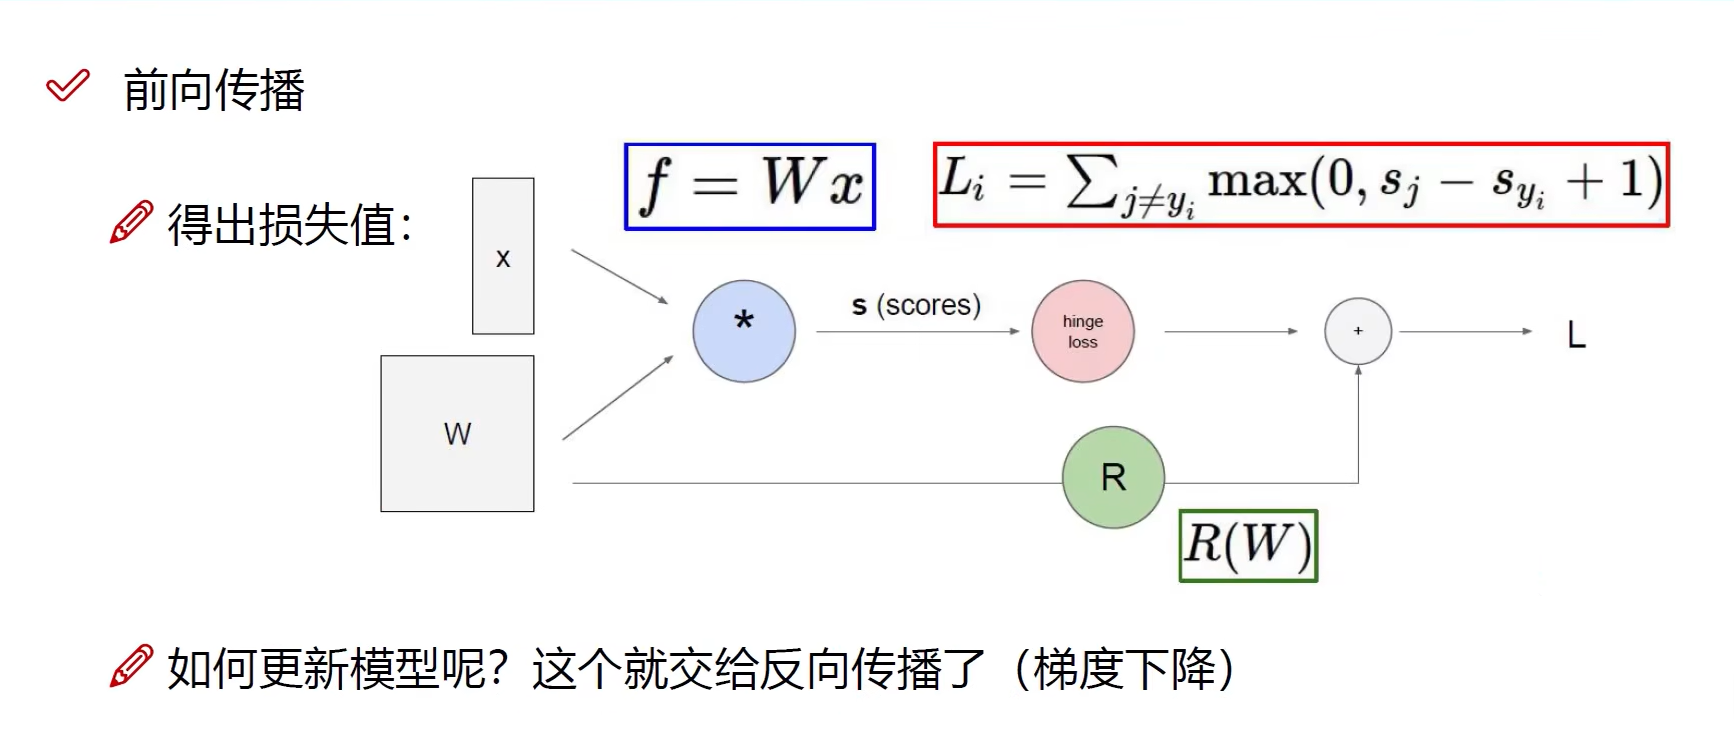 前向传播
f = Wx
L_i = ∑_{j≠y_i} max(0, s_j − s_{y_i} + 1)
得出损失值：
x
*
s (scores)
hinge
loss
+
L
W
R
R(W)
如何更新模型呢？这个就交给反向传播了（梯度下降）